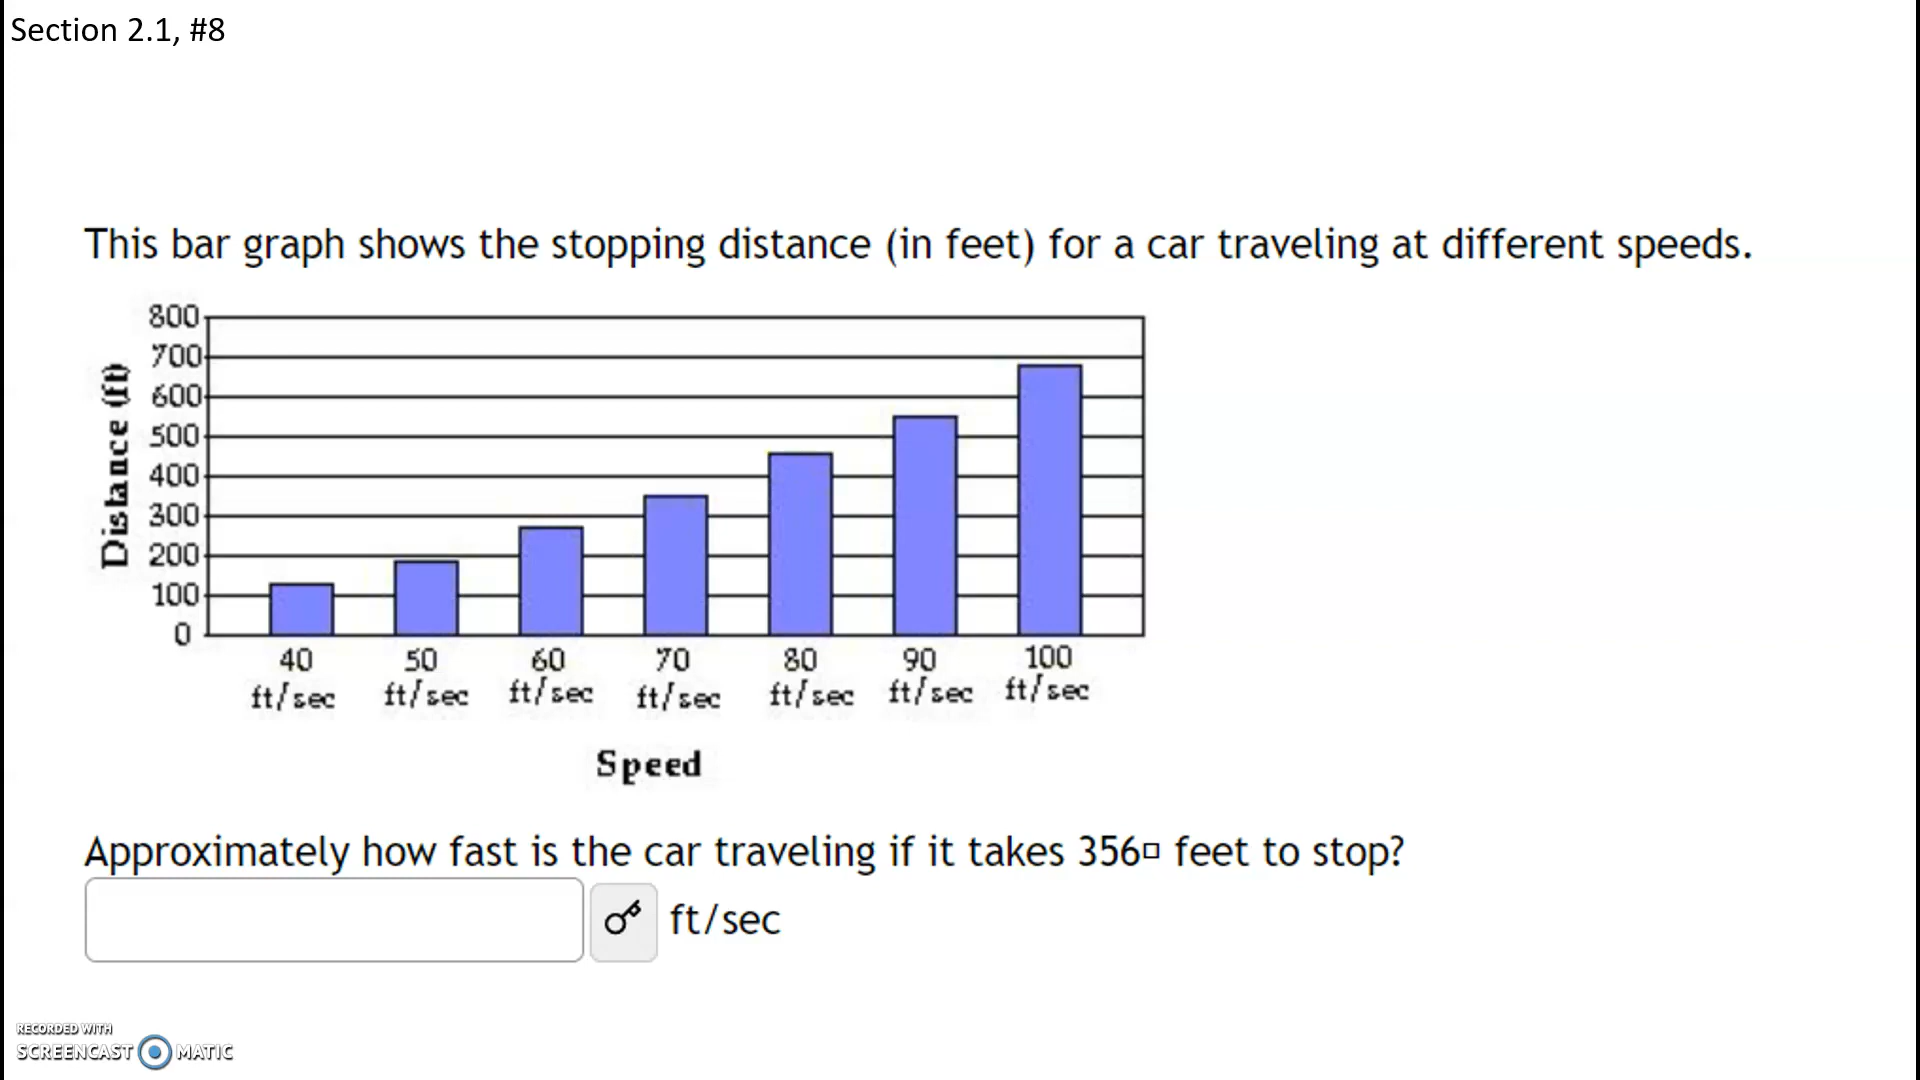 Section 2.1, #8
This bar graph shows the stopping distance (in feet) for a car traveling at different speeds.
800
700
600
500
400
300
200
100
0
Distance (ft)
40 50 60 70 80 90 100
ft/sec ft/sec ft/sec ft/sec ft/sec ft/sec ft/sec
Speed
Approximately how fast is the car traveling if it takes 356▯ feet to stop?
ft/sec
RECORDED WITH
SCREENCAST MATIC